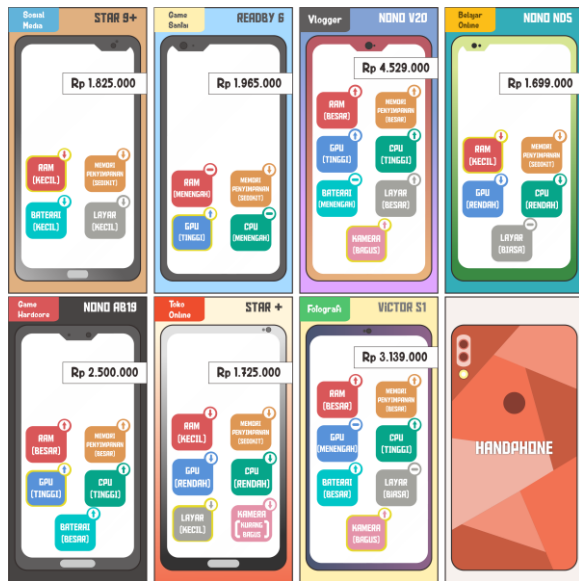 Sosial
Media
STAR 9+
Rp 1.825.000
RAM
(KECIL)
MEMORI
PENYIMPANAN
(SEDIKIT)
BATERAI
(KECIL)
LAYAR
(KECIL)
Game
Santai
READBY 6
Rp 1.965.000
RAM
(MENENGAH)
MEMORI
PENYIMPANAN
(SEDIKIT)
GPU
(TINGGI)
CPU
(MENENGAH)
Vlogger
NONO V20
Rp 4.529.000
RAM
(BESAR)
MEMORI
PENYIMPANAN
(BESAR)
GPU
(TINGGI)
CPU
(TINGGI)
BATERAI
(MENENGAH)
LAYAR
(BESAR)
KAMERA
(BAGUS)
Belajar
Online
NONO ND5
Rp 1.699.000
RAM
(KECIL)
MEMORI
PENYIMPANAN
(SEDIKIT)
GPU
(RENDAH)
CPU
(RENDAH)
LAYAR
(BIASA)
Game
Hardcore
NONO AB19
Rp 2.500.000
RAM
(BESAR)
MEMORI
PENYIMPANAN
(BESAR)
GPU
(TINGGI)
CPU
(TINGGI)
BATERAI
(BESAR)
Toko
Online
STAR +
Rp 1.725.000
RAM
(KECIL)
MEMORI
PENYIMPANAN
(SEDIKIT)
GPU
(RENDAH)
CPU
(RENDAH)
LAYAR
(KECIL)
KAMERA
(KURANG
BAGUS)
Fotografi
VICTOR S1
Rp 3.139.000
RAM
(BESAR)
MEMORI
PENYIMPANAN
(BESAR)
GPU
(MENENGAH)
CPU
(TINGGI)
BATERAI
(BESAR)
LAYAR
(BIASA)
KAMERA
(BAGUS)
HANDPHONE